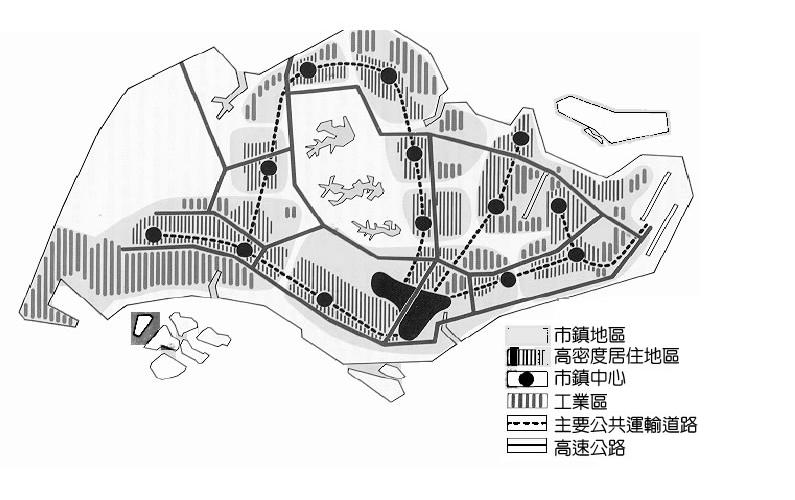 市鎮地區
高密度居住地區
市鎮中心
工業區
主要公共運輸道路
高速公路